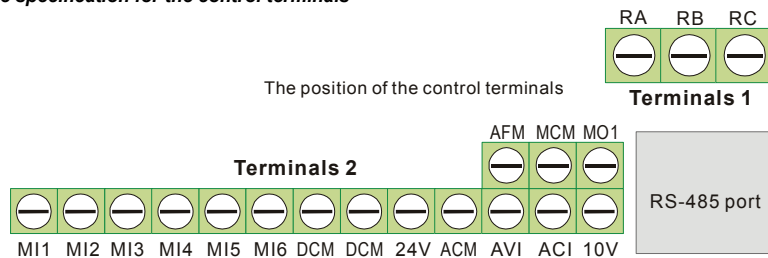 specification for the control terminals
RA RB RC
The position of the control terminals
Terminals 1
AFM MCM MO1
Terminals 2
RS-485 port
MI1 MI2 MI3 MI4 MI5 MI6 DCM DCM 24V ACM AVI ACI 10V